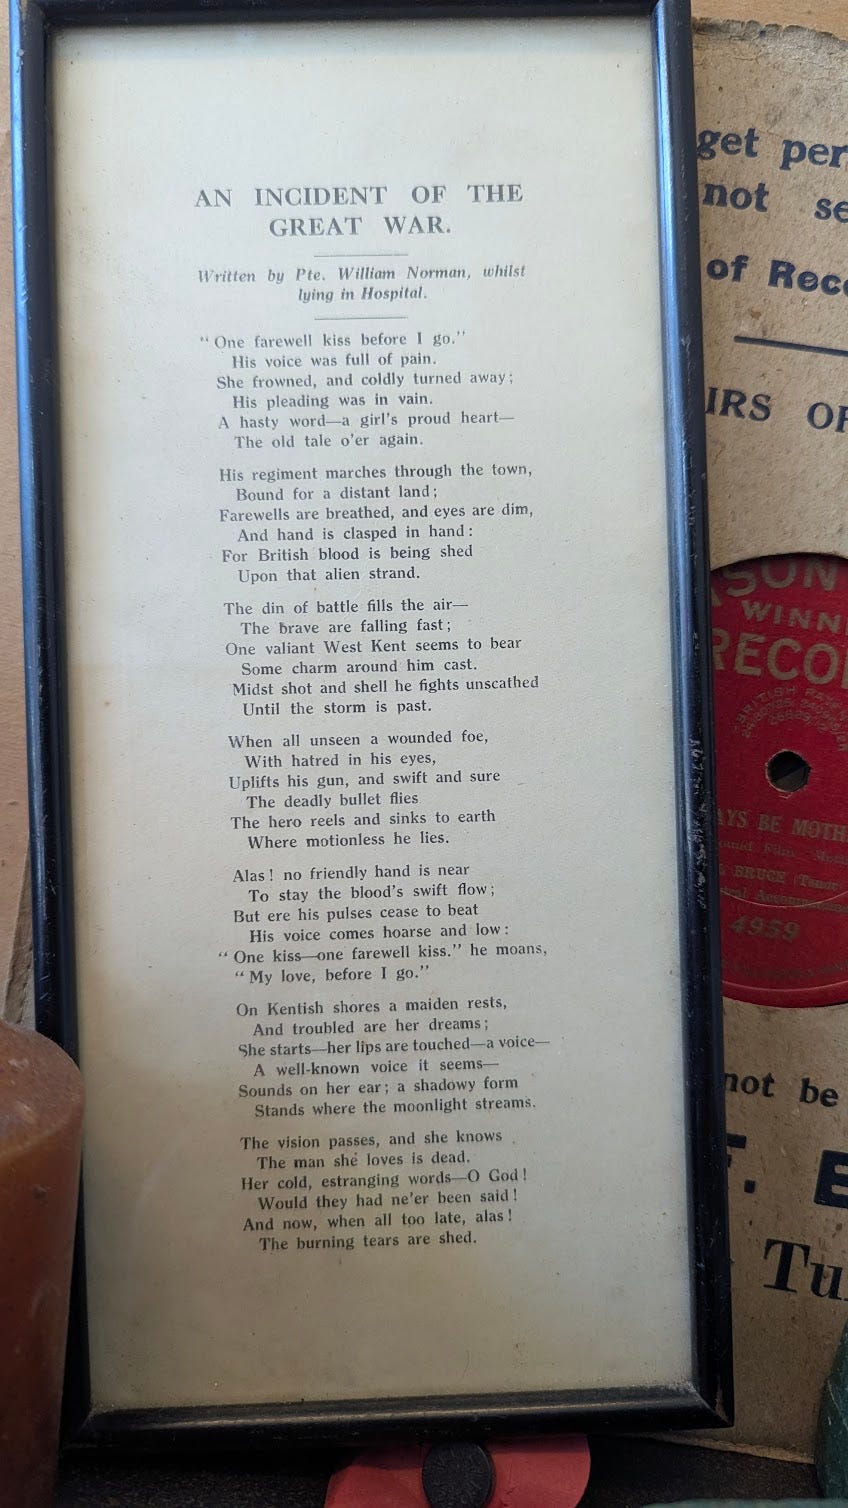 AN INCIDENT OF THE
GREAT WAR.
Written by Pte. William Norman, whilst
lying in Hospital.
"One farewell kiss before I go."
His voice was full of pain.
She frowned, and coldly turned away;
His pleading was in vain.
A hasty word—a girl's proud heart—
The old tale o'er again.
His regiment marches through the town,
Bound for a distant land;
Farewells are breathed, and eyes are dim,
And hand is clasped in hand:
For British blood is being shed
Upon that alien strand.
The din of battle fills the air—
The brave are falling fast;
One valiant West Kent seems to bear
Some charm around him cast.
Midst shot and shell he fights unscathed
Until the storm is past.
When all unseen a wounded foe,
With hatred in his eyes,
Uplifts his gun, and swift and sure
The deadly bullet flies
The hero reels and sinks to earth
Where motionless he lies.
Alas! no friendly hand is near
To stay the blood's swift flow;
But ere his pulses cease to beat
His voice comes hoarse and low:
"One kiss—one farewell kiss." he moans,
"My love, before I go."
On Kentish shores a maiden rests,
And troubled are her dreams;
She starts—her lips are touched—a voice—
A well-known voice it seems—
Sounds on her ear; a shadowy form
Stands where the moonlight streams.
The vision passes, and she knows
The man she loves is dead.
Her cold, estranging words—O God!
Would they had ne'er been said!
And now, when all too late, alas!
The burning tears are shed.
get per
not se
of Reco
IRS OF
SON
WINN
RECO
BRITISH
AYS BE MOTH
BRUCE (Tenor
4959
not be
Tu